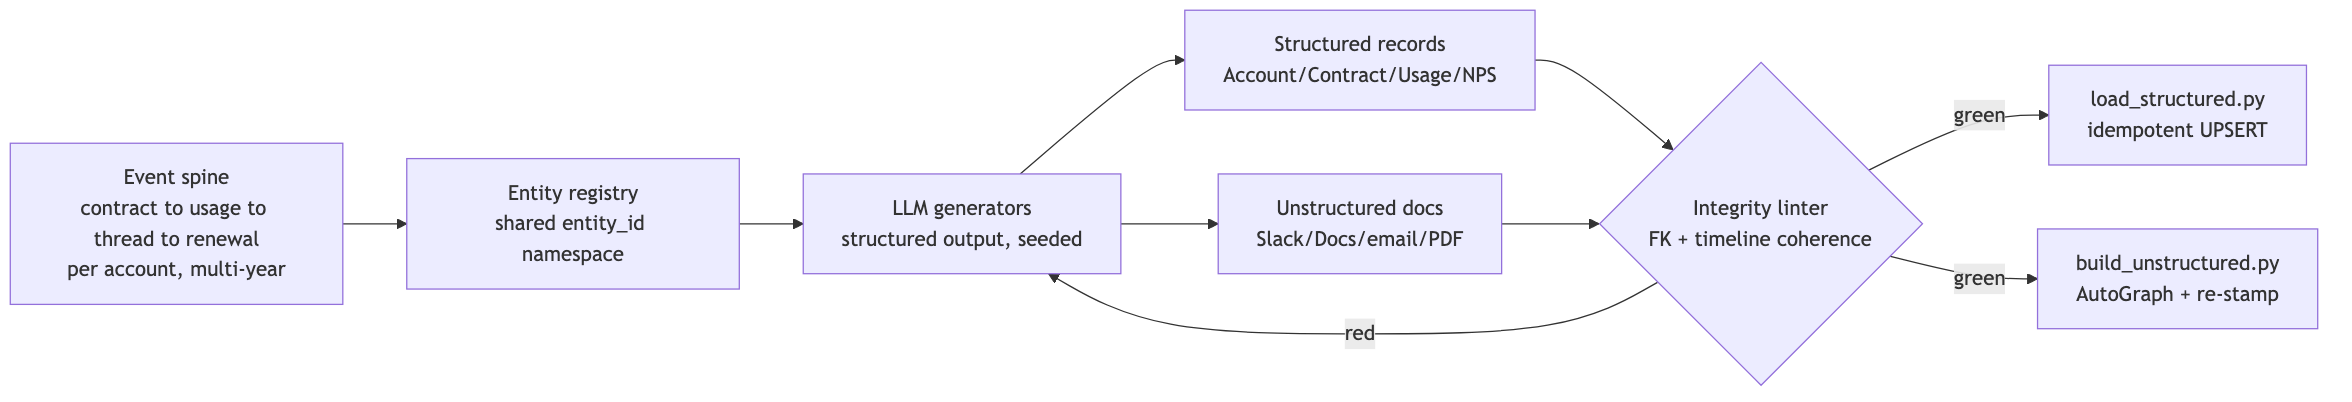 Event spine
contract to usage to
thread to renewal
per account, multi-year
Entity registry
shared entity_id
namespace
LLM generators
structured output, seeded
Structured records
Account/Contract/Usage/NPS
Unstructured docs
Slack/Docs/email/PDF
Integrity linter
FK + timeline coherence
red
green
green
load_structured.py
idempotent UPSERT
build_unstructured.py
AutoGraph + re-stamp